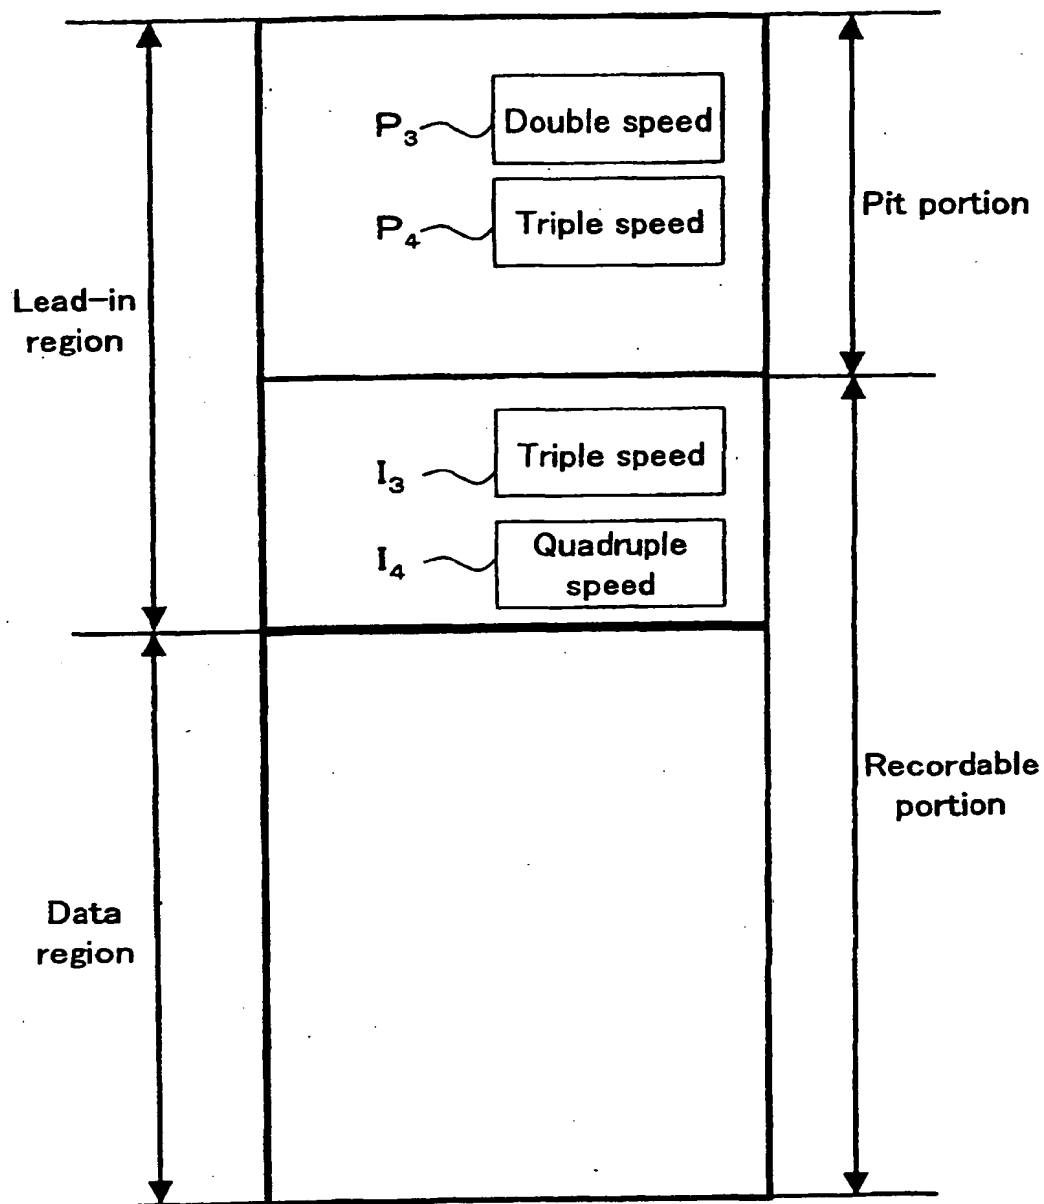 P₃
Double speed
P₄
Triple speed
Pit portion
Lead-in
region
I₃
Triple speed
I₄
Quadruple
speed
Recordable
portion
Data
region